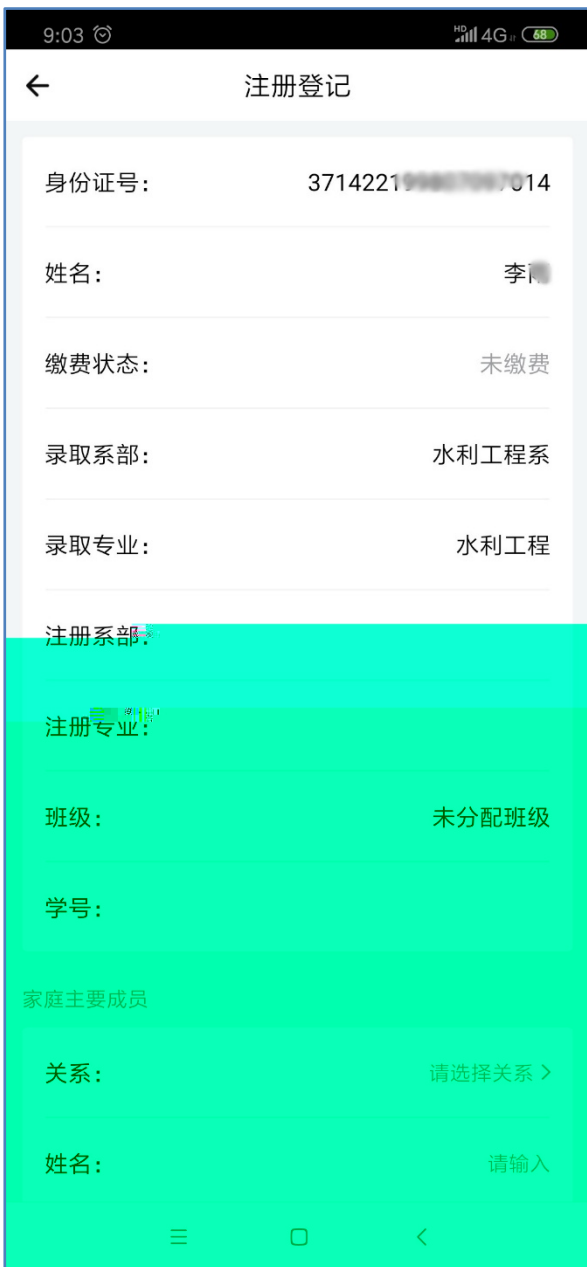 9:03 HD 4G 68
注册登记
身份证号: 371422199807097014
姓名: 李
缴费状态: 未缴费
录取系部: 水利工程系
录取专业: 水利工程
注册系部:
注册专业:
班级: 未分配班级
学号:
家庭主要成员
关系: 请选择关系
姓名: 请输入